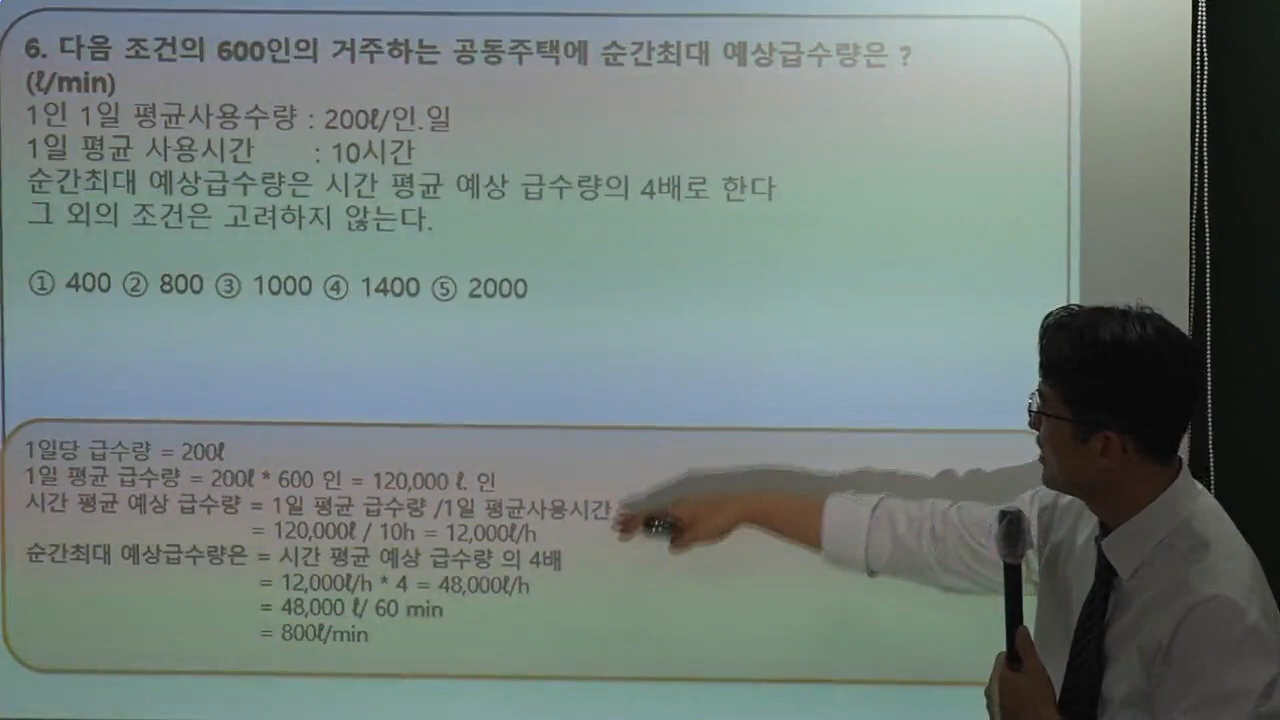 6. 다음 조건의 600인의 거주하는 공동주택에 순간최대 예상급수량은 ?
(ℓ/min)
1인 1일 평균사용수량 : 200ℓ/인.일
1일 평균 사용시간 : 10시간
순간최대 예상급수량은 시간 평균 예상 급수량의 4배로 한다
그 외의 조건은 고려하지 않는다.
① 400 ② 800 ③ 1000 ④ 1400 ⑤ 2000
1일당 급수량 = 200ℓ
1일 평균 급수량 = 200ℓ * 600 인 = 120,000 ℓ. 인
시간 평균 예상 급수량 = 1일 평균 급수량 /1일 평균사용시간
= 120,000ℓ / 10h = 12,000ℓ/h
순간최대 예상급수량은 = 시간 평균 예상 급수량 의 4배
= 12,000ℓ/h * 4 = 48,000ℓ/h
= 48,000 ℓ/ 60 min
= 800ℓ/min